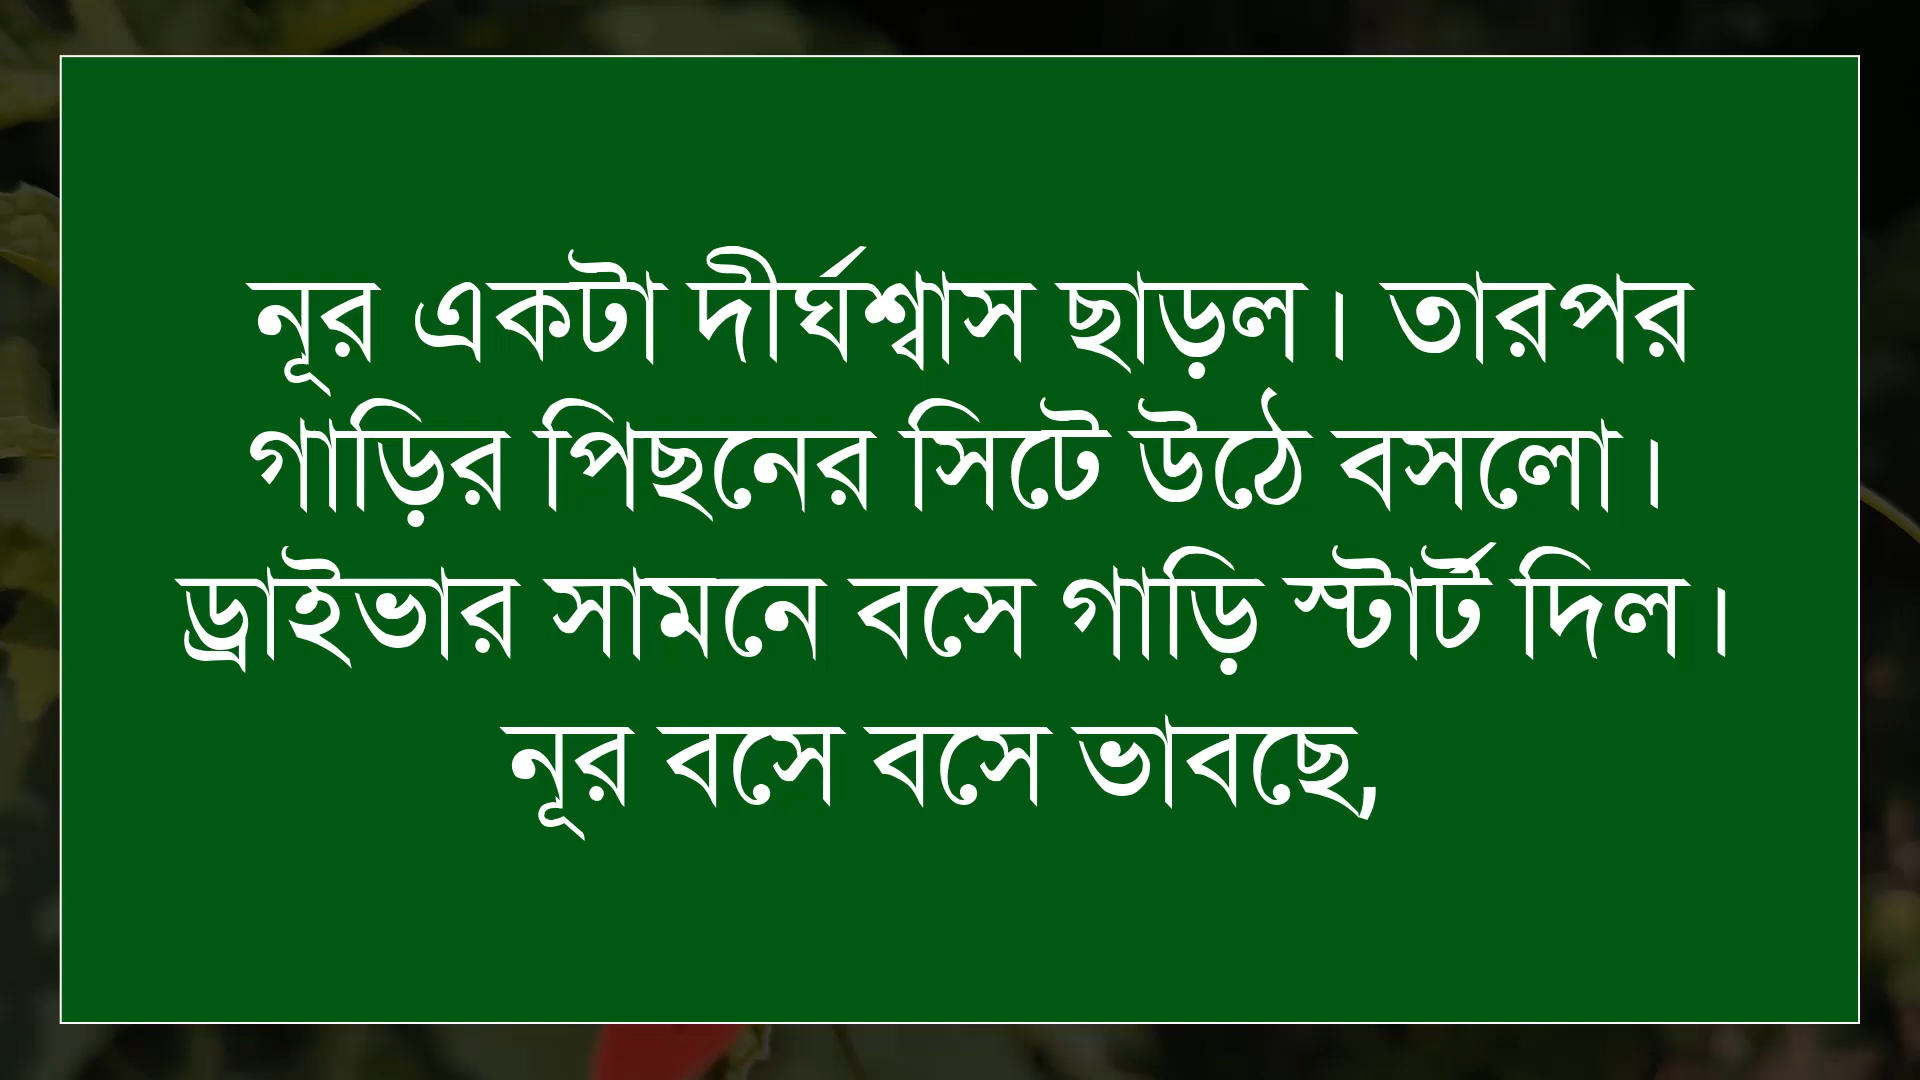 নূর একটা দীর্ঘশ্বাস ছাড়ল। তারপর
গাড়ির পিছনের সিটে উঠে বসলো।
ড্রাইভার সামনে বসে গাড়ি স্টার্ট দিল।
নূর বসে বসে ভাবছে,